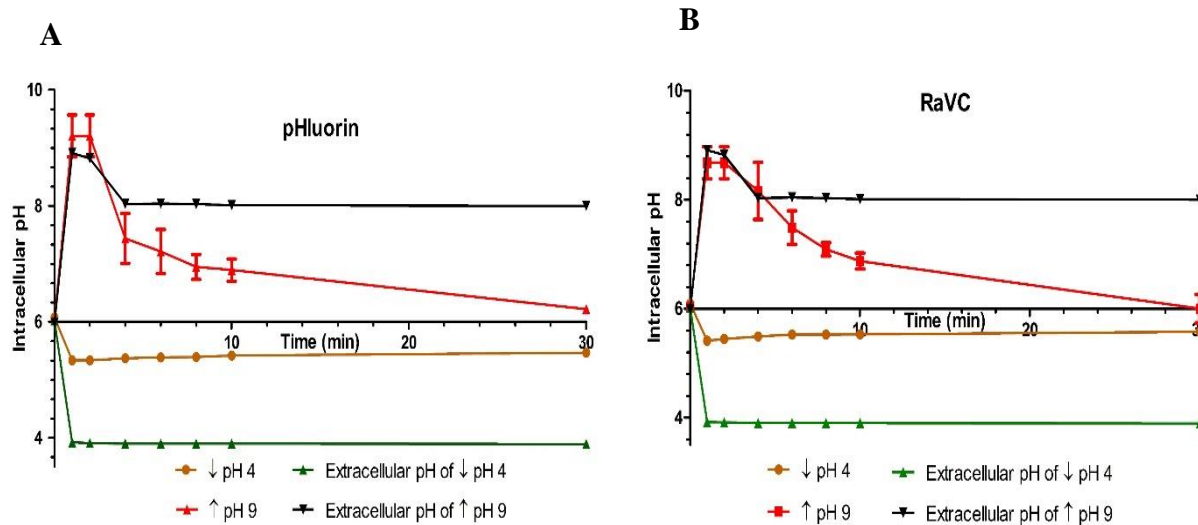 A
pHluorin
Intracellular pH
10
8
6
4
Time (min)
10
20
30
↓ pH 4
Extracellular pH of ↓ pH 4
↑ pH 9
Extracellular pH of ↑ pH 9
B
RaVC
Intracellular pH
10
8
6
4
Time (min)
10
20
30
↓ pH 4
Extracellular pH of ↓ pH 4
↑ pH 9
Extracellular pH of ↑ pH 9